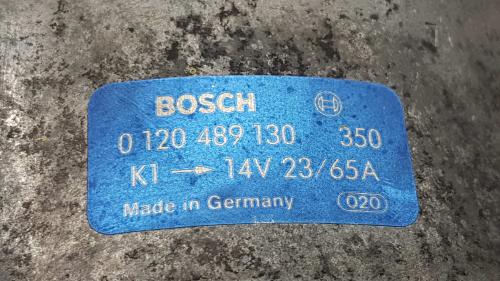 BOSCH
0 120 489 130 350
K1 → 14V 23/65A
Made in Germany 020